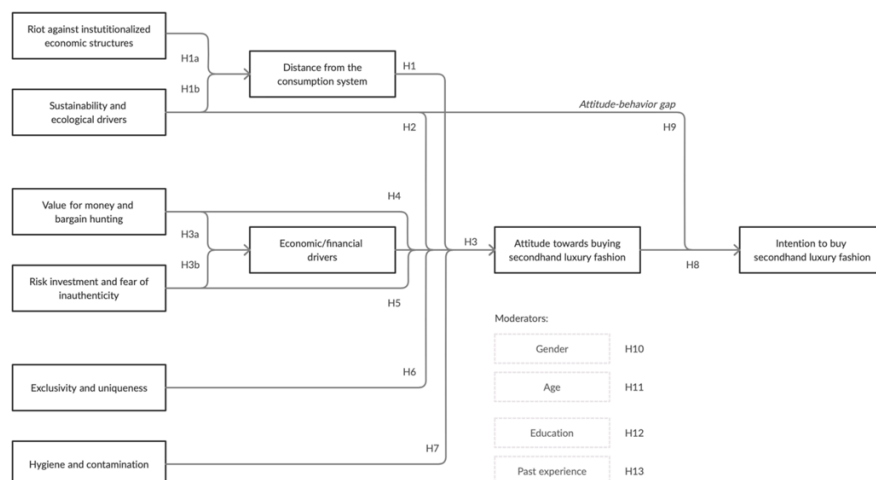 Riot against instutitionalized
economic structures
H1a
Distance from the
consumption system
H1
H1b
Sustainability and
ecological drivers
Attitude-behavior gap
H2
H9
Value for money and
bargain hunting
H4
H3a
Economic/financial
drivers
H3
Attitude towards buying
secondhand luxury fashion
Intention to buy
secondhand luxury fashion
H3b
H8
Risk investment and fear of
inauthenticity
H5
Moderators:
Gender
H10
Exclusivity and uniqueness
H6
Age
H11
Education
H12
H7
Hygiene and contamination
Past experience
H13